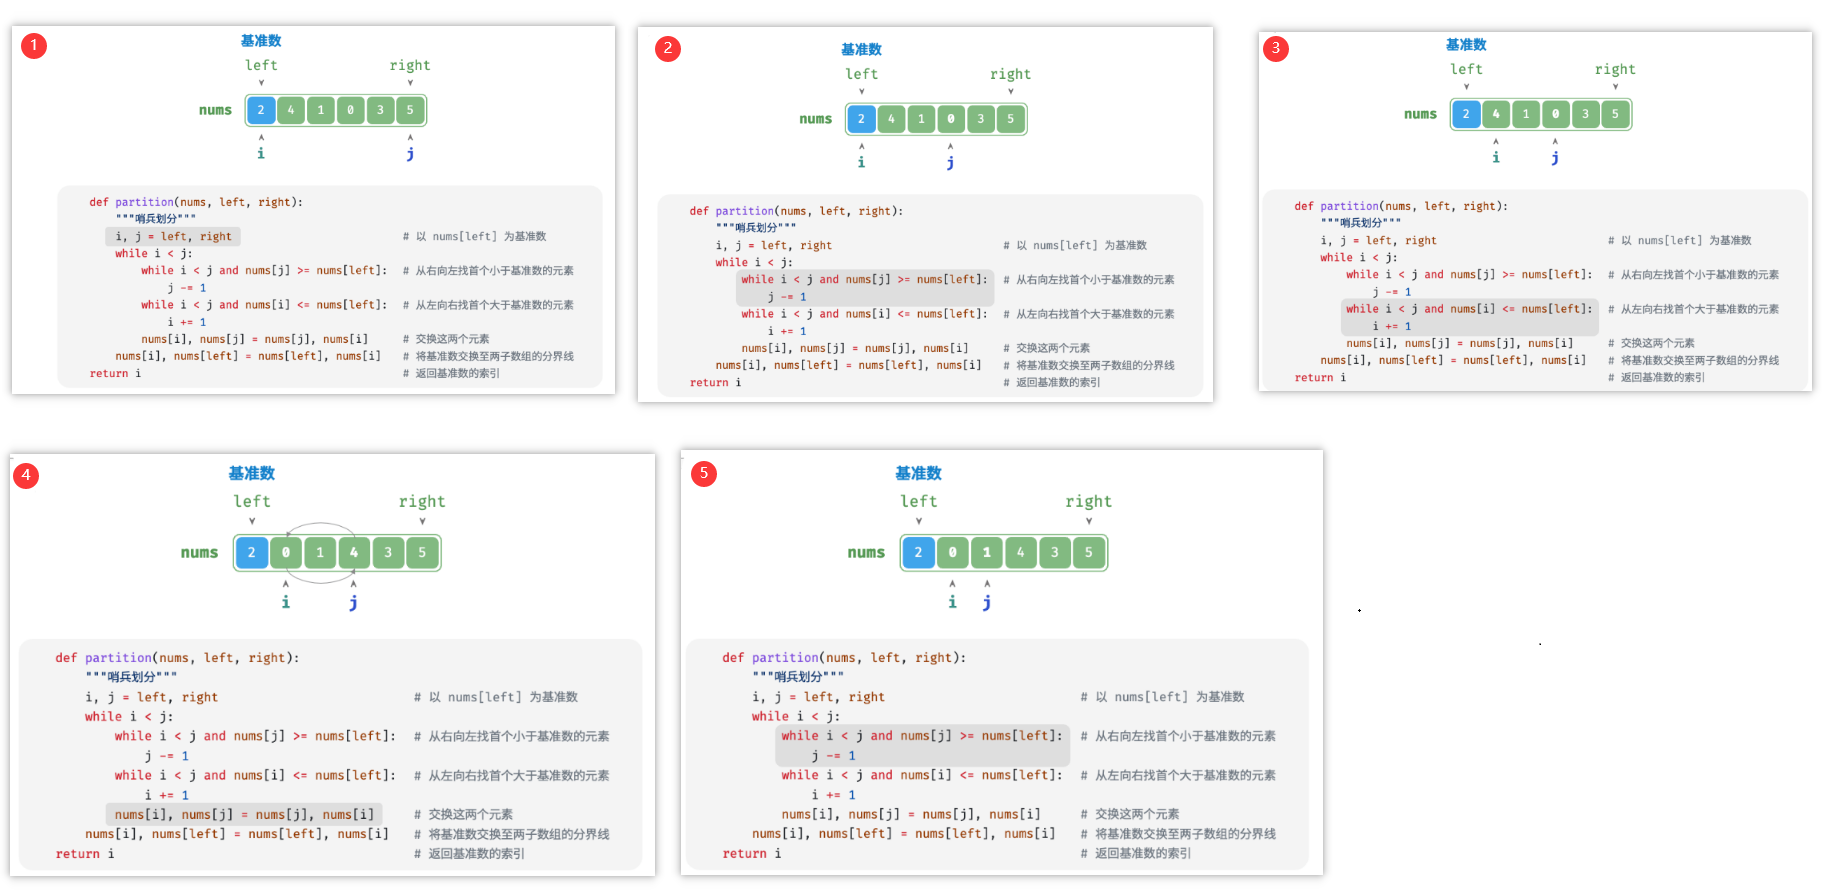 1
基准数
left right
nums 2 4 1 0 3 5
i j
def partition(nums, left, right):
"""哨兵划分"""
i, j = left, right # 以 nums[left] 为基准数
while i < j:
while i < j and nums[j] >= nums[left]: # 从右向左找首个小于基准数的元素
j -= 1
while i < j and nums[i] <= nums[left]: # 从左向右找首个大于基准数的元素
i += 1
nums[i], nums[j] = nums[j], nums[i] # 交换这两个元素
nums[i], nums[left] = nums[left], nums[i] # 将基准数交换至两子数组的分界线
return i # 返回基准数的索引
2
基准数
left right
nums 2 4 1 0 3 5
i j
def partition(nums, left, right):
"""哨兵划分"""
i, j = left, right # 以 nums[left] 为基准数
while i < j:
while i < j and nums[j] >= nums[left]: # 从右向左找首个小于基准数的元素
j -= 1
while i < j and nums[i] <= nums[left]: # 从左向右找首个大于基准数的元素
i += 1
nums[i], nums[j] = nums[j], nums[i] # 交换这两个元素
nums[i], nums[left] = nums[left], nums[i] # 将基准数交换至两子数组的分界线
return i # 返回基准数的索引
3
基准数
left right
nums 2 4 1 0 3 5
i j
def partition(nums, left, right):
"""哨兵划分"""
i, j = left, right # 以 nums[left] 为基准数
while i < j:
while i < j and nums[j] >= nums[left]: # 从右向左找首个小于基准数的元素
j -= 1
while i < j and nums[i] <= nums[left]: # 从左向右找首个大于基准数的元素
i += 1
nums[i], nums[j] = nums[j], nums[i] # 交换这两个元素
nums[i], nums[left] = nums[left], nums[i] # 将基准数交换至两子数组的分界线
return i # 返回基准数的索引
4
基准数
left right
nums 2 0 1 4 3 5
i j
def partition(nums, left, right):
"""哨兵划分"""
i, j = left, right # 以 nums[left] 为基准数
while i < j:
while i < j and nums[j] >= nums[left]: # 从右向左找首个小于基准数的元素
j -= 1
while i < j and nums[i] <= nums[left]: # 从左向右找首个大于基准数的元素
i += 1
nums[i], nums[j] = nums[j], nums[i] # 交换这两个元素
nums[i], nums[left] = nums[left], nums[i] # 将基准数交换至两子数组的分界线
return i # 返回基准数的索引
5
基准数
left right
nums 2 0 1 4 3 5
i j
def partition(nums, left, right):
"""哨兵划分"""
i, j = left, right # 以 nums[left] 为基准数
while i < j:
while i < j and nums[j] >= nums[left]: # 从右向左找首个小于基准数的元素
j -= 1
while i < j and nums[i] <= nums[left]: # 从左向右找首个大于基准数的元素
i += 1
nums[i], nums[j] = nums[j], nums[i] # 交换这两个元素
nums[i], nums[left] = nums[left], nums[i] # 将基准数交换至两子数组的分界线
return i # 返回基准数的索引